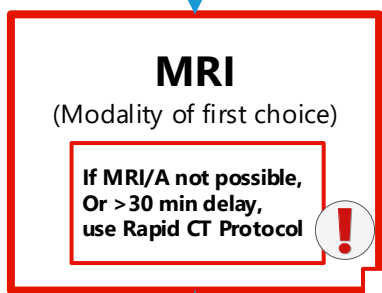 MRI
(Modality of first choice)
If MRI/A not possible,
Or >30 min delay,
use Rapid CT Protocol
!